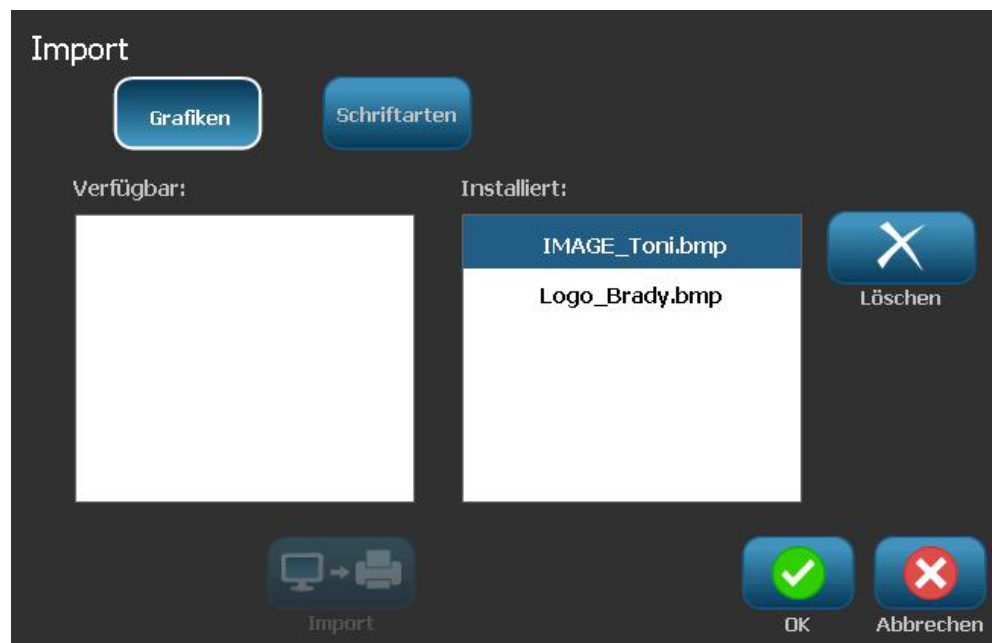 Import
Grafiken
Schriftarten
Verfügbar:
Installiert:
IMAGE_Toni.bmp
Logo_Brady.bmp
Löschen
Import
OK
Abbrechen